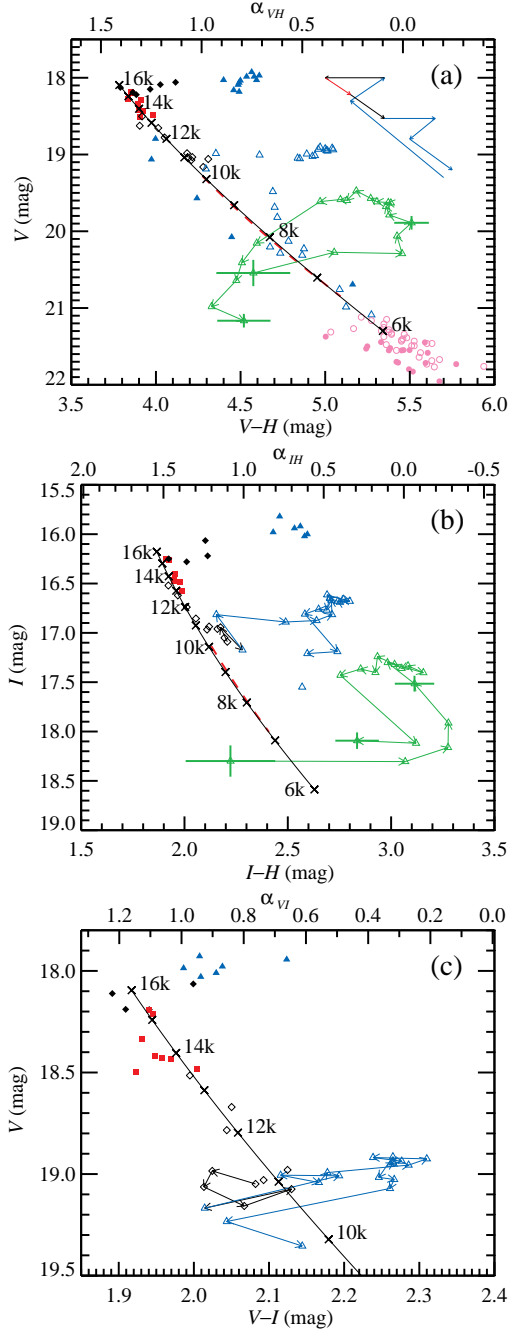 α_VH
1.5 1.0 0.5 0.0 -0.5
(a)
16k
14k
12k
10k
8k
6k
18
19
20
21
22
V (mag)
3.5 4.0 4.5 5.0 5.5 6.0
V–H (mag)
α_IH
2.0 1.5 1.0 0.5 0.0 -0.5
(b)
16k
14k
12k
10k
8k
6k
15.5
16.0
16.5
17.0
17.5
18.0
18.5
19.0
I (mag)
2.0 2.5 3.0 3.5
I–H (mag)
α_VI
1.2 1.0 0.8 0.6 0.4 0.2 0.0
(c)
16k
14k
12k
10k
18.0
18.5
19.0
19.5
V (mag)
1.9 2.0 2.1 2.2 2.3 2.4
V–I (mag)